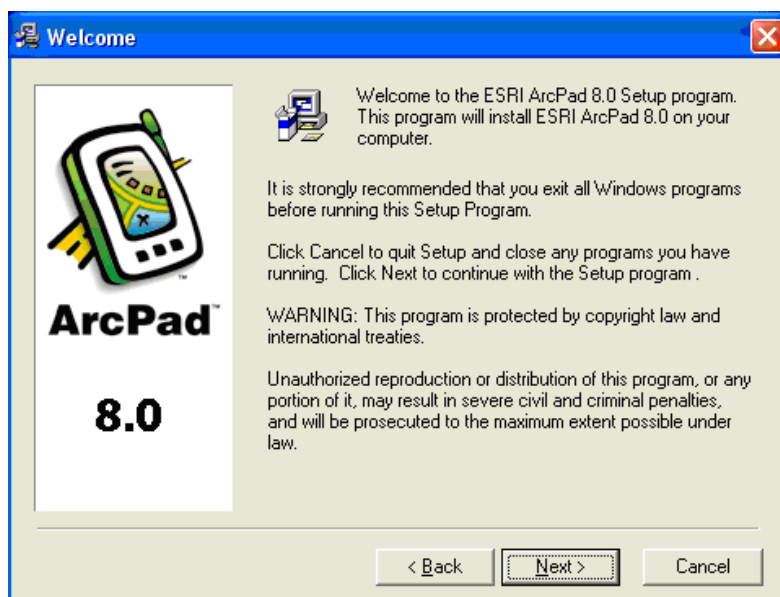 Welcome
Welcome to the ESRI ArcPad 8.0 Setup program.
This program will install ESRI ArcPad 8.0 on your
computer.
It is strongly recommended that you exit all Windows programs
before running this Setup Program.
Click Cancel to quit Setup and close any programs you have
running.  Click Next to continue with the Setup program .
WARNING: This program is protected by copyright law and
international treaties.
Unauthorized reproduction or distribution of this program, or any
portion of it, may result in severe civil and criminal penalties,
and will be prosecuted to the maximum extent possible under
law.
ArcPad™
8.0
< Back
Next >
Cancel